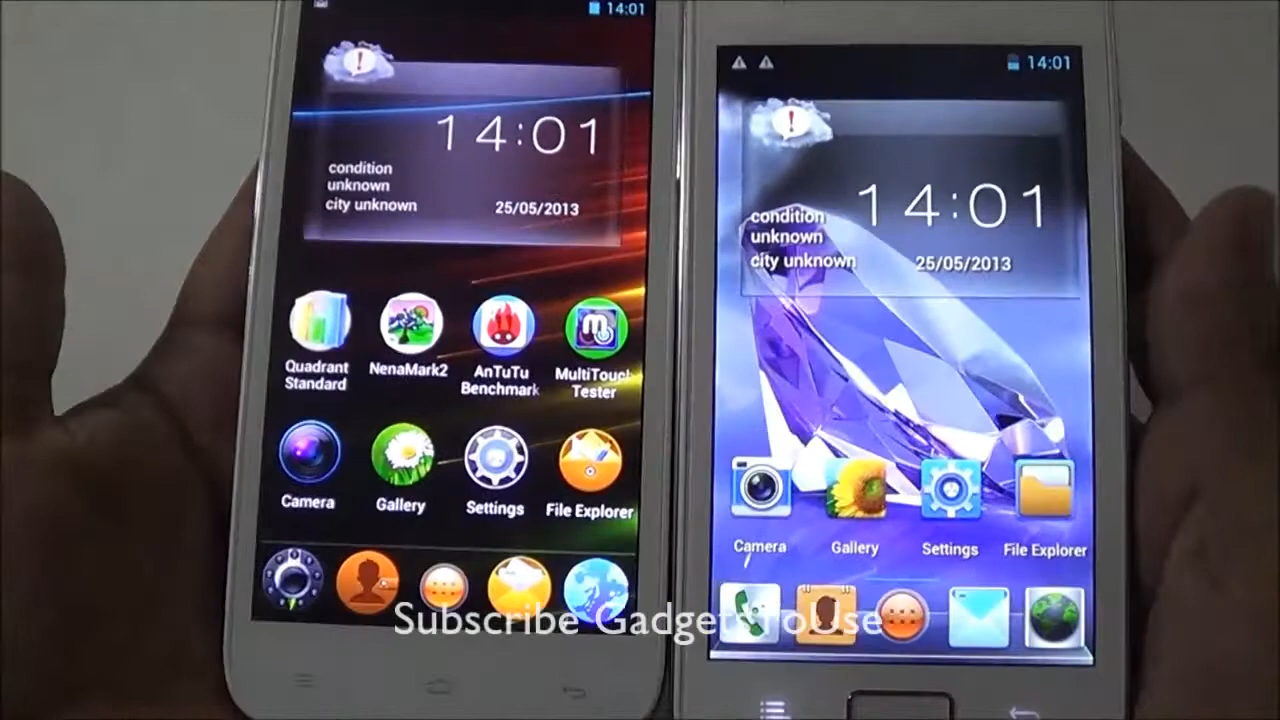 14:01
14:01
condition
unknown
city unknown
25/05/2013
Quadrant
Standard
NenaMark2
AnTuTu
Benchmark
MultiTouch
Tester
Camera
Gallery
Settings
File Explorer
14:01
14:01
condition
unknown
city unknown
25/05/2013
Camera
Gallery
Settings
File Explorer
Subscribe GadgetsToUse